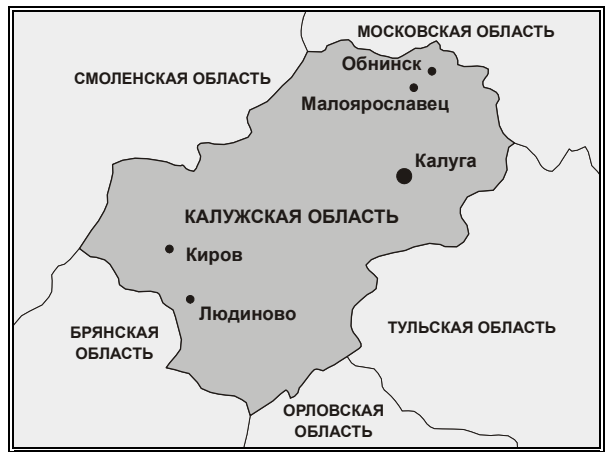 МОСКОВСКАЯ ОБЛАСТЬ
Обнинск
СМОЛЕНСКАЯ ОБЛАСТЬ
Малоярославец
Калуга
КАЛУЖСКАЯ ОБЛАСТЬ
Киров
Людиново
БРЯНСКАЯ
ОБЛАСТЬ
ТУЛЬСКАЯ ОБЛАСТЬ
ОРЛОВСКАЯ
ОБЛАСТЬ